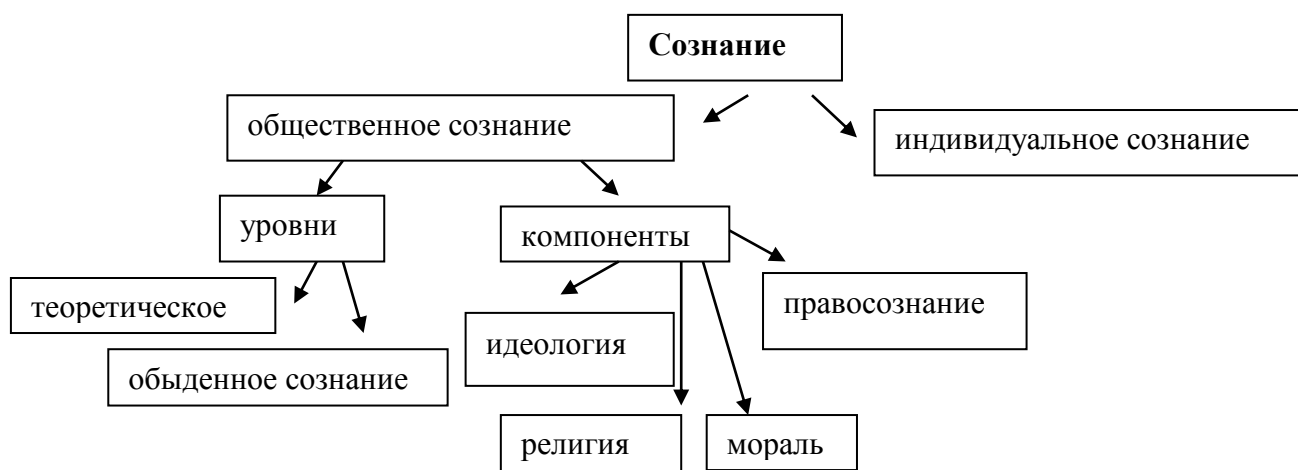 Сознание
общественное сознание
индивидуальное сознание
уровни
компоненты
теоретическое
правосознание
идеология
обыденное сознание
религия
мораль